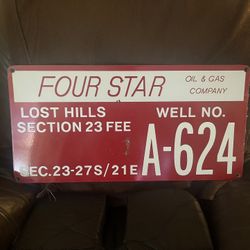 FOUR STAR OIL & GAS COMPANY
LOST HILLS WELL NO.
SECTION 23 FEE
A-624
SEC.23-27S/21E